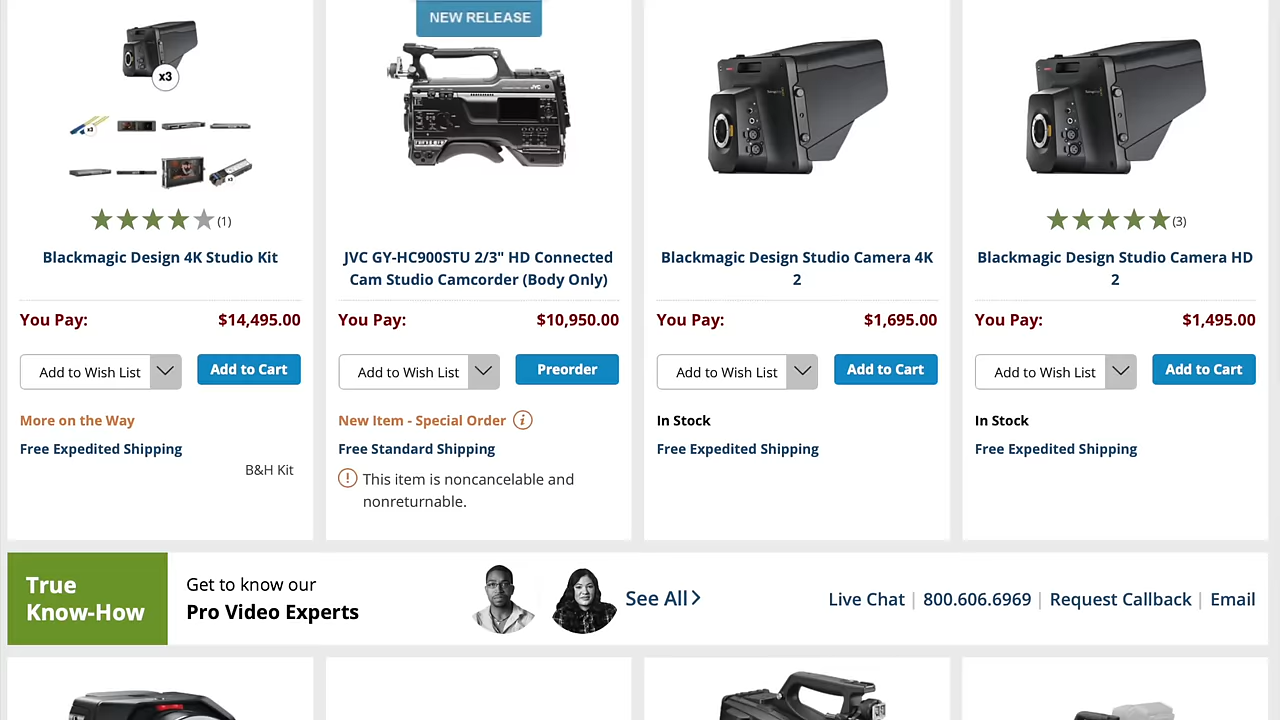 NEW RELEASE
x3
JVC
(1)
(3)
Blackmagic Design 4K Studio Kit
JVC GY-HC900STU 2/3" HD Connected
Cam Studio Camcorder (Body Only)
Blackmagic Design Studio Camera 4K
2
Blackmagic Design Studio Camera HD
2
You Pay: $14,495.00
You Pay: $10,950.00
You Pay: $1,695.00
You Pay: $1,495.00
Add to Wish List Add to Cart
Add to Wish List Preorder
Add to Wish List Add to Cart
Add to Wish List Add to Cart
More on the Way
New Item - Special Order
In Stock
In Stock
Free Expedited Shipping
Free Standard Shipping
Free Expedited Shipping
Free Expedited Shipping
B&H Kit
This item is noncancelable and
nonreturnable.
True
Know-How
Get to know our
Pro Video Experts
See All
Live Chat | 800.606.6969 | Request Callback | Email